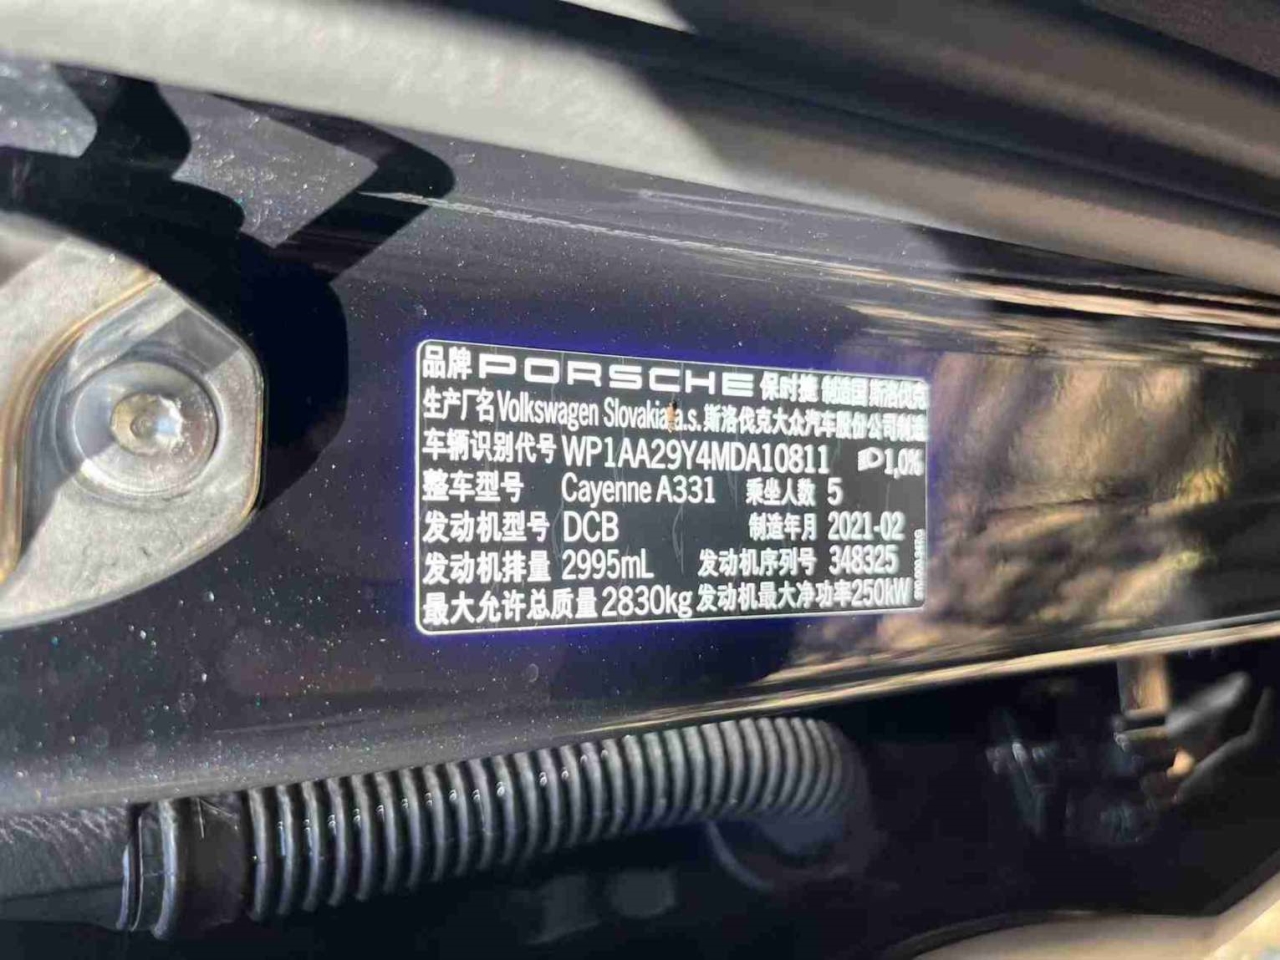 品牌 PORSCHE 保时捷 制造国 斯洛伐克
生产厂名 Volkswagen Slovakia a.s. 斯洛伐克大众汽车股份公司制造
车辆识别代号 WP1AA29Y4MDA10811 1,0%
整车型号 Cayenne A331 乘坐人数 5
发动机型号 DCB 制造年月 2021-02
发动机排量 2995mL 发动机序列号 348325
最大允许总质量 2830kg 发动机最大净功率 250kW